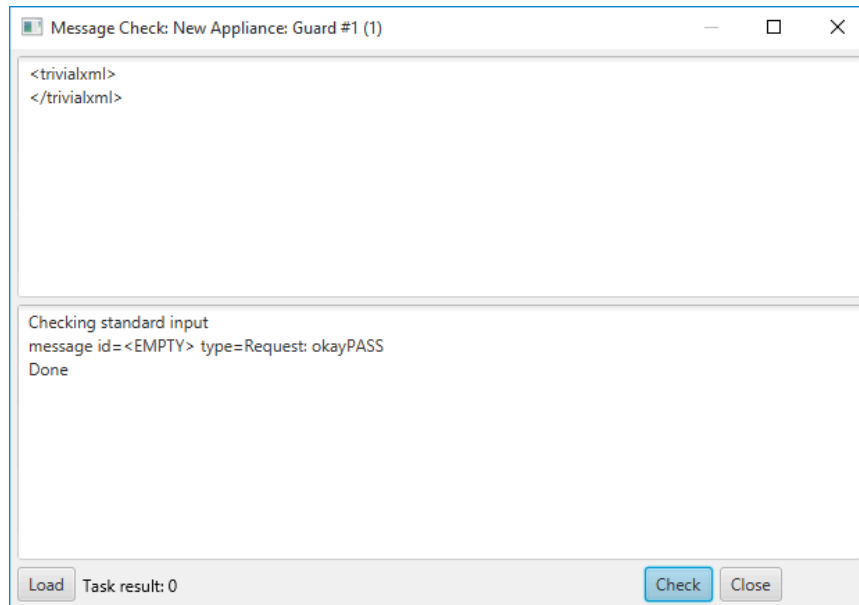 Message Check: New Appliance: Guard #1 (1)
<trivialxml>
</trivialxml>
Checking standard input
message id=<EMPTY> type=Request: okayPASS
Done
Load Task result: 0 Check Close